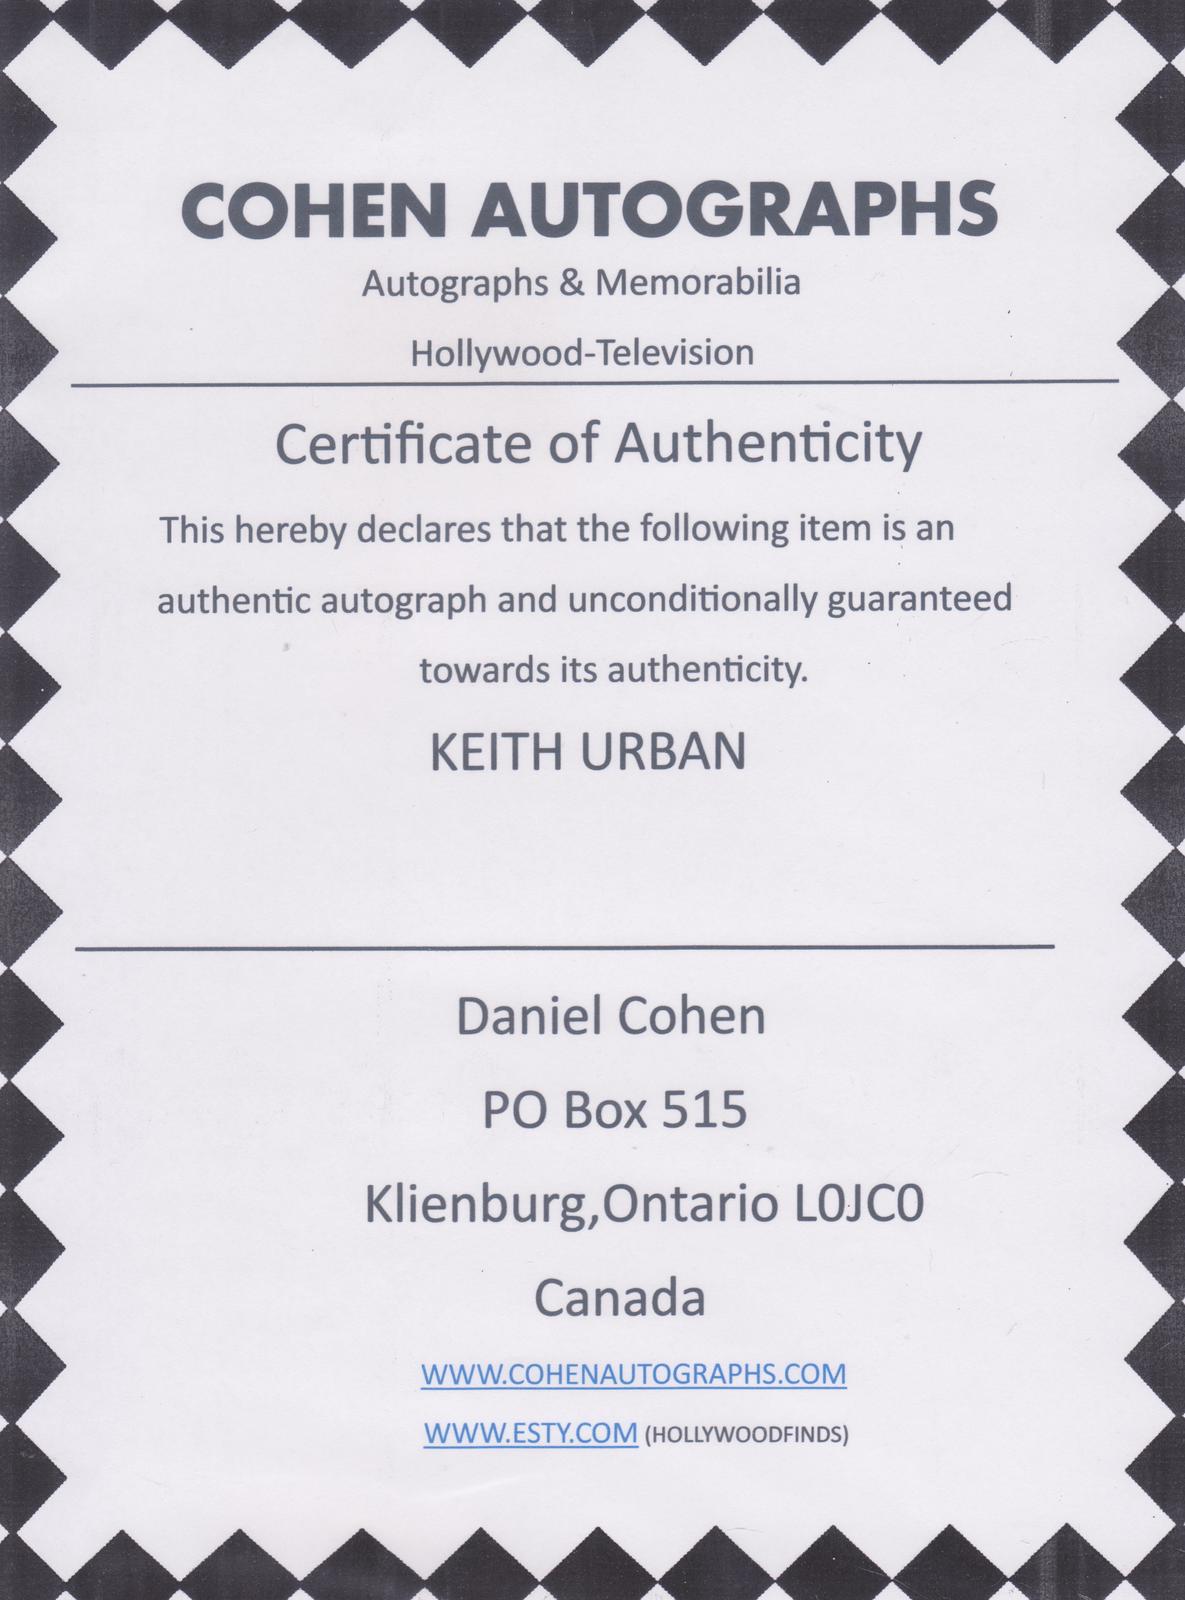 COHEN AUTOGRAPHS
Autographs & Memorabilia
Hollywood-Television
Certificate of Authenticity
This hereby declares that the following item is an
authentic autograph and unconditionally guaranteed
towards its authenticity.
KEITH URBAN
Daniel Cohen
PO Box 515
Klienburg,Ontario L0JC0
Canada
WWW.COHENAUTOGRAPHS.COM
WWW.ESTY.COM (HOLLYWOODFINDS)